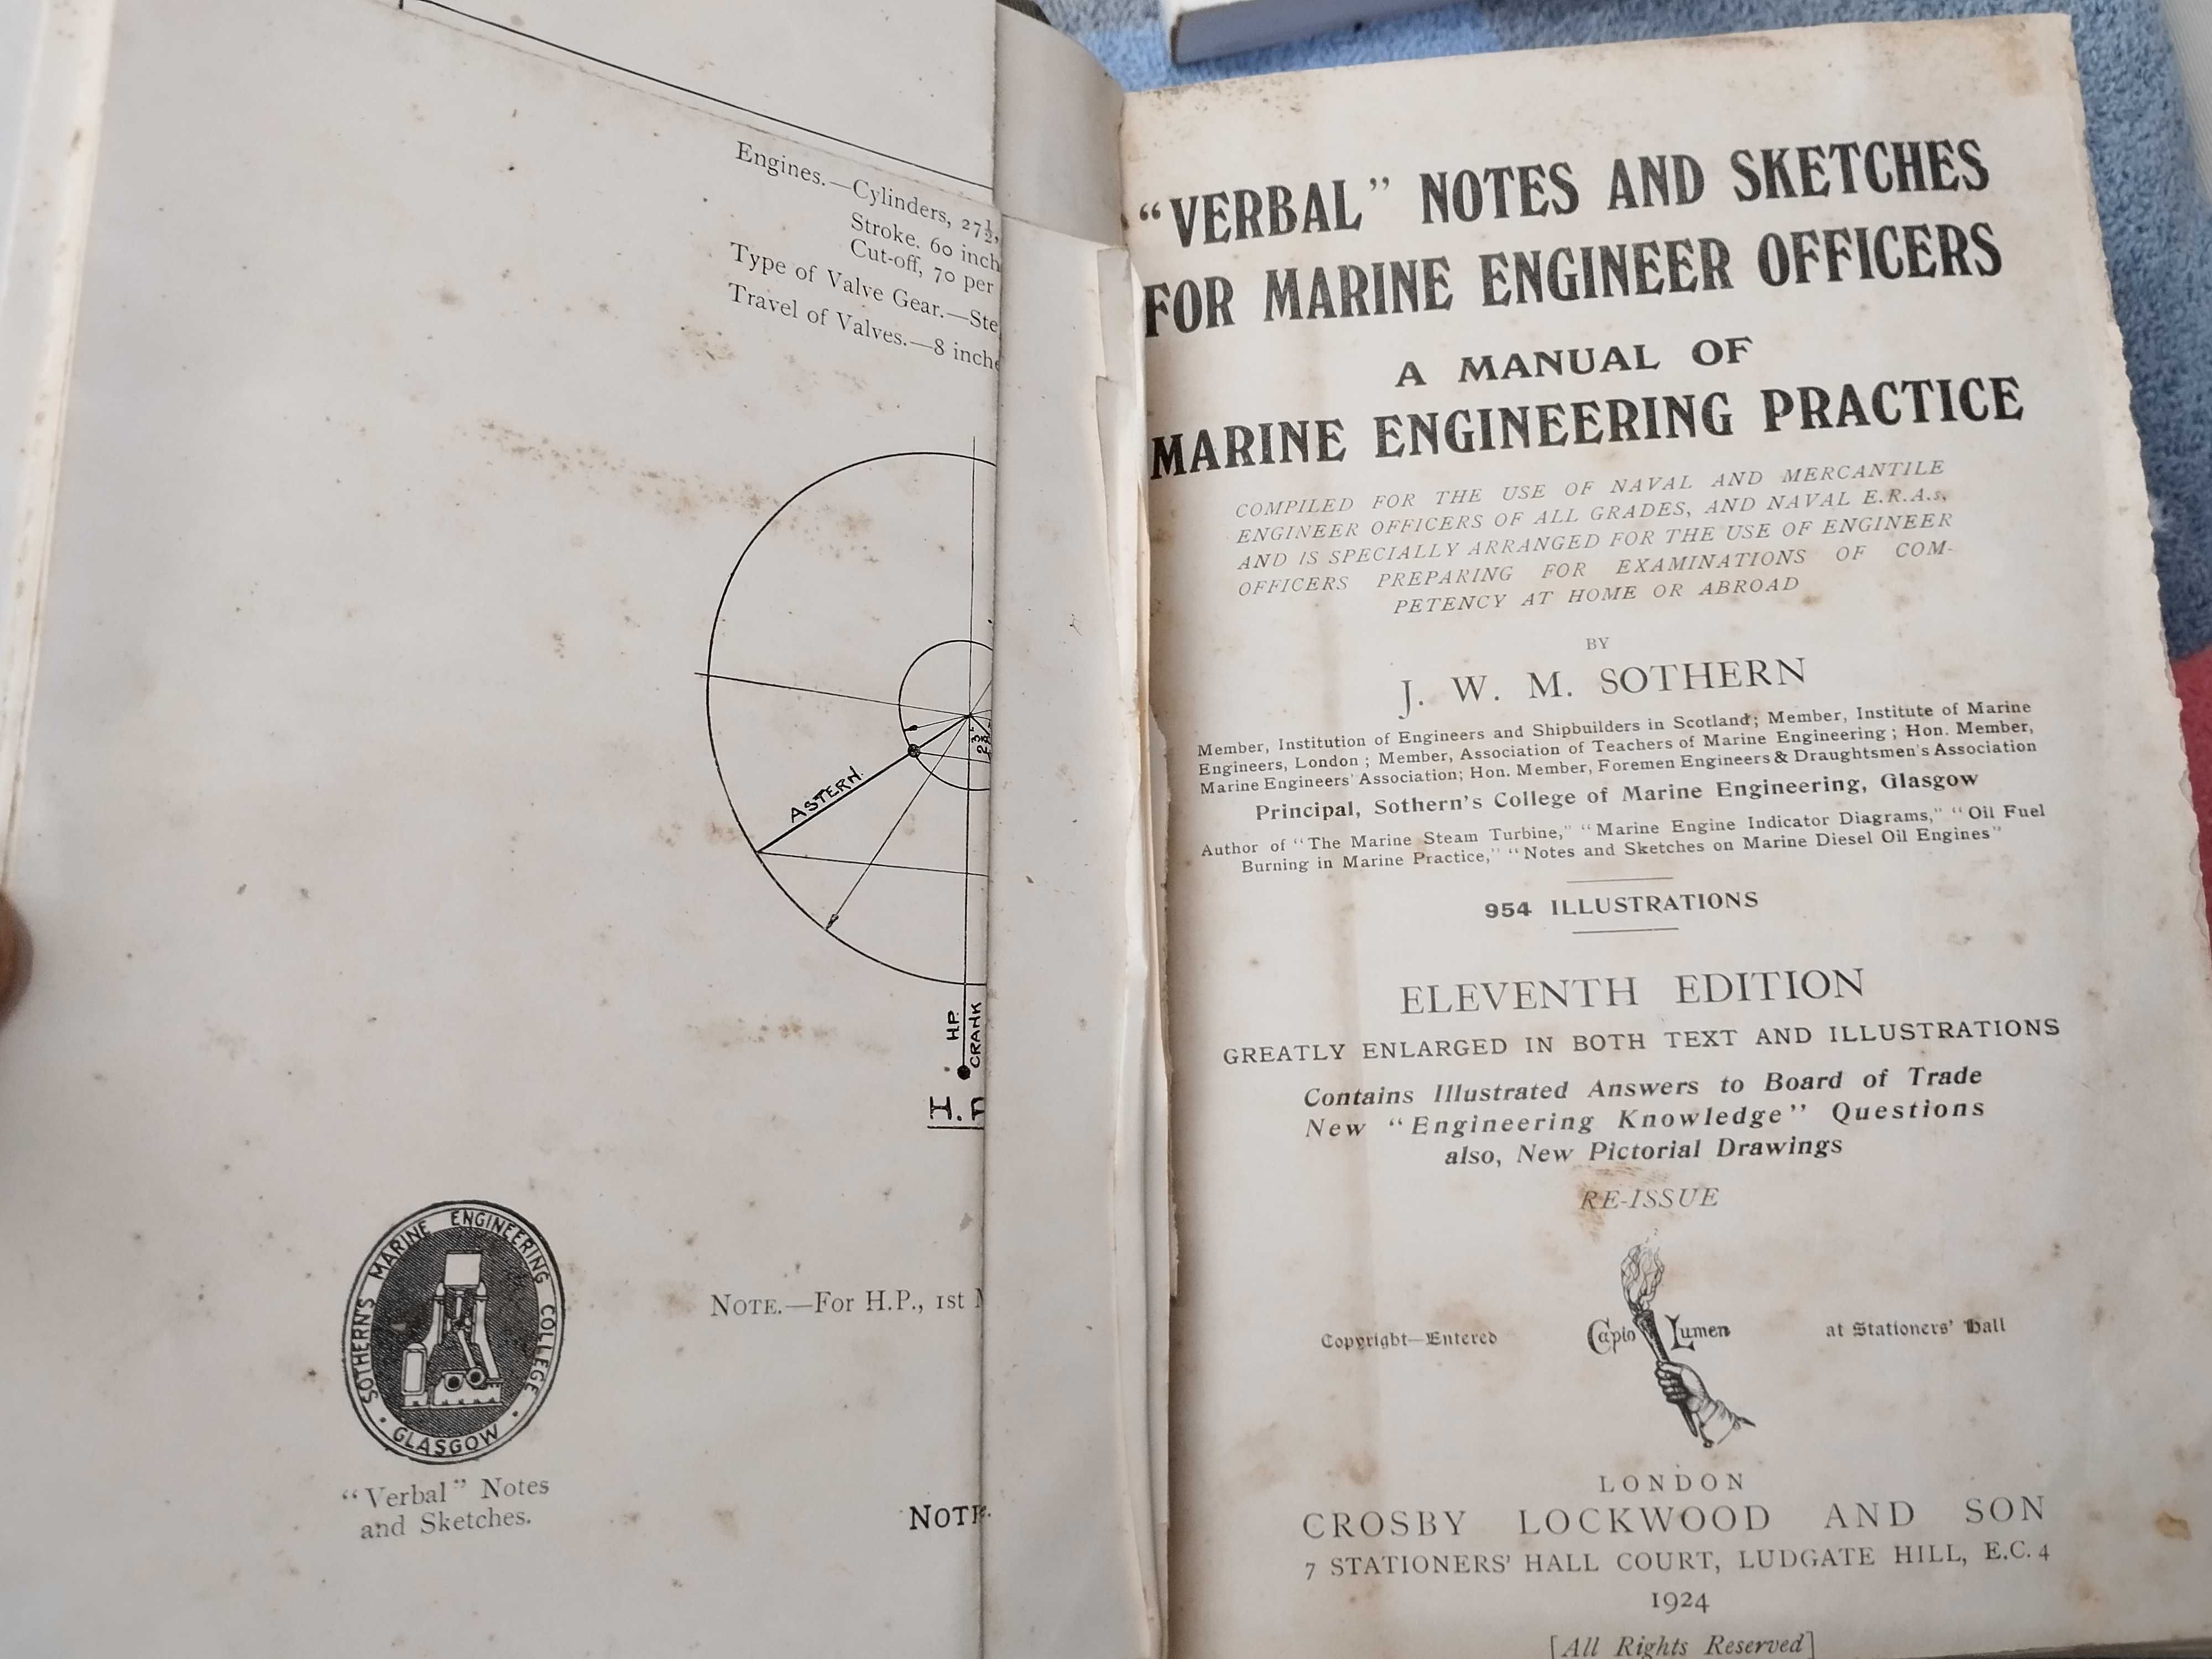 Engines.—Cylinders, 27½,
Stroke. 60 inch
Cut-off, 70 per
Type of Valve Gear.—Ste
Travel of Valves.—8 inche
ASTERN.
H.P.
CRANK
SOTHERN'S MARINE ENGINEERING COLLEGE
• GLASGOW •
“Verbal” Notes
and Sketches.
NOTE.—For H.P., 1st
NOTE
“VERBAL” NOTES AND SKETCHES
FOR MARINE ENGINEER OFFICERS
A MANUAL OF
MARINE ENGINEERING PRACTICE
COMPILED FOR THE USE OF NAVAL AND MERCANTILE
ENGINEER OFFICERS OF ALL GRADES, AND NAVAL E.R.A.s,
AND IS SPECIALLY ARRANGED FOR THE USE OF ENGINEER
OFFICERS PREPARING FOR EXAMINATIONS OF COM-
PETENCY AT HOME OR ABROAD
BY
J. W. M. SOTHERN
Member, Institution of Engineers and Shipbuilders in Scotland; Member, Institute of Marine
Engineers, London; Member, Association of Teachers of Marine Engineering; Hon. Member,
Marine Engineers' Association; Hon. Member, Foremen Engineers & Draughtsmen's Association
Principal, Sothern's College of Marine Engineering, Glasgow
Author of “The Marine Steam Turbine,” “Marine Engine Indicator Diagrams,” “Oil Fuel
Burning in Marine Practice,” “Notes and Sketches on Marine Diesel Oil Engines”
954 ILLUSTRATIONS
ELEVENTH EDITION
GREATLY ENLARGED IN BOTH TEXT AND ILLUSTRATIONS
Contains Illustrated Answers to Board of Trade
New “Engineering Knowledge” Questions
also, New Pictorial Drawings
RE-ISSUE
Copyright—Entered Capio Lumen at Stationers' Hall
LONDON
CROSBY LOCKWOOD AND SON
7 STATIONERS' HALL COURT, LUDGATE HILL, E.C. 4
1924
[All Rights Reserved]